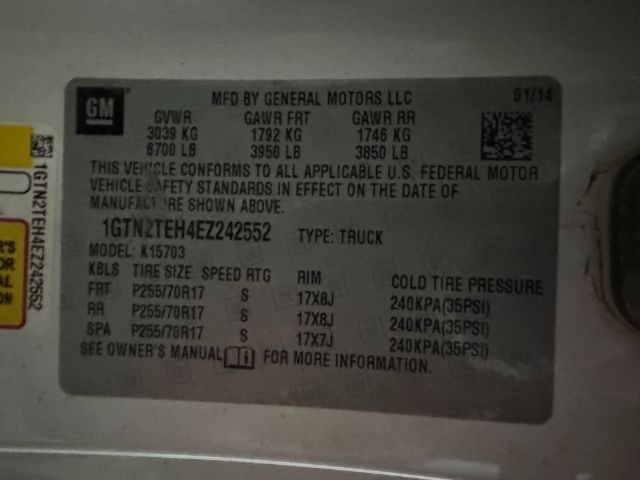 GM
MFD BY GENERAL MOTORS LLC 01/14
GVWR GAWR FRT GAWR RR
3039 KG 1792 KG 1746 KG
6700 LB 3950 LB 3850 LB
THIS VEHICLE CONFORMS TO ALL APPLICABLE U.S. FEDERAL MOTOR
VEHICLE SAFETY STANDARDS IN EFFECT ON THE DATE OF
MANUFACTURE SHOWN ABOVE.
1GTN2TEH4EZ242552 TYPE: TRUCK
MODEL: K15703
KBLS TIRE SIZE SPEED RTG RIM COLD TIRE PRESSURE
FRT P255/70R17 S 17X8J 240KPA(35PSI)
RR P255/70R17 S 17X8J 240KPA(35PSI)
SPA P255/70R17 S 17X7J 240KPA(35PSI)
SEE OWNER'S MANUAL FOR MORE INFORMATION.
1GTN2TEH4EZ242552